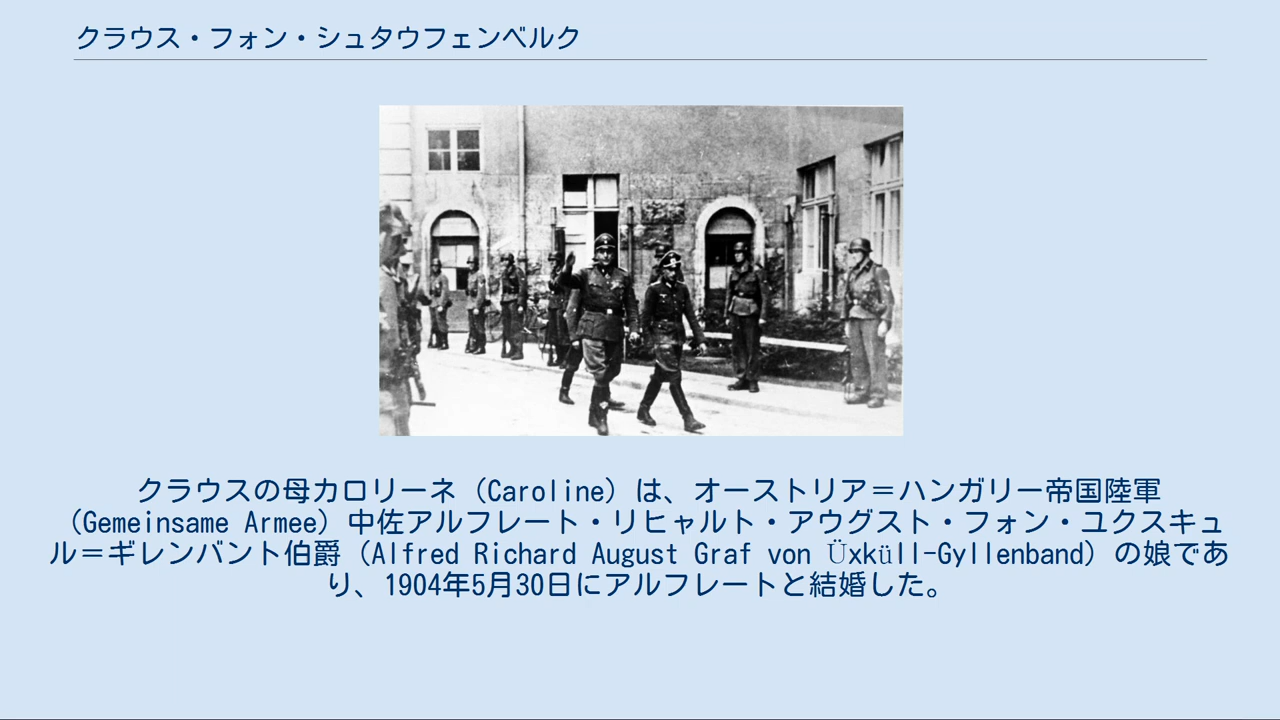 クラウス・フォン・シュタウフェンベルク
クラウスの母カロリーネ（Caroline）は、オーストリア＝ハンガリー帝国陸軍
（Gemeinsame Armee）中佐アルフレート・リヒャルト・アウグスト・フォン・ユクスキュ
ル＝ギレンバント伯爵（Alfred Richard August Graf von Üxküll-Gyllenband）の娘であ
り、1904年5月30日にアルフレートと結婚した。